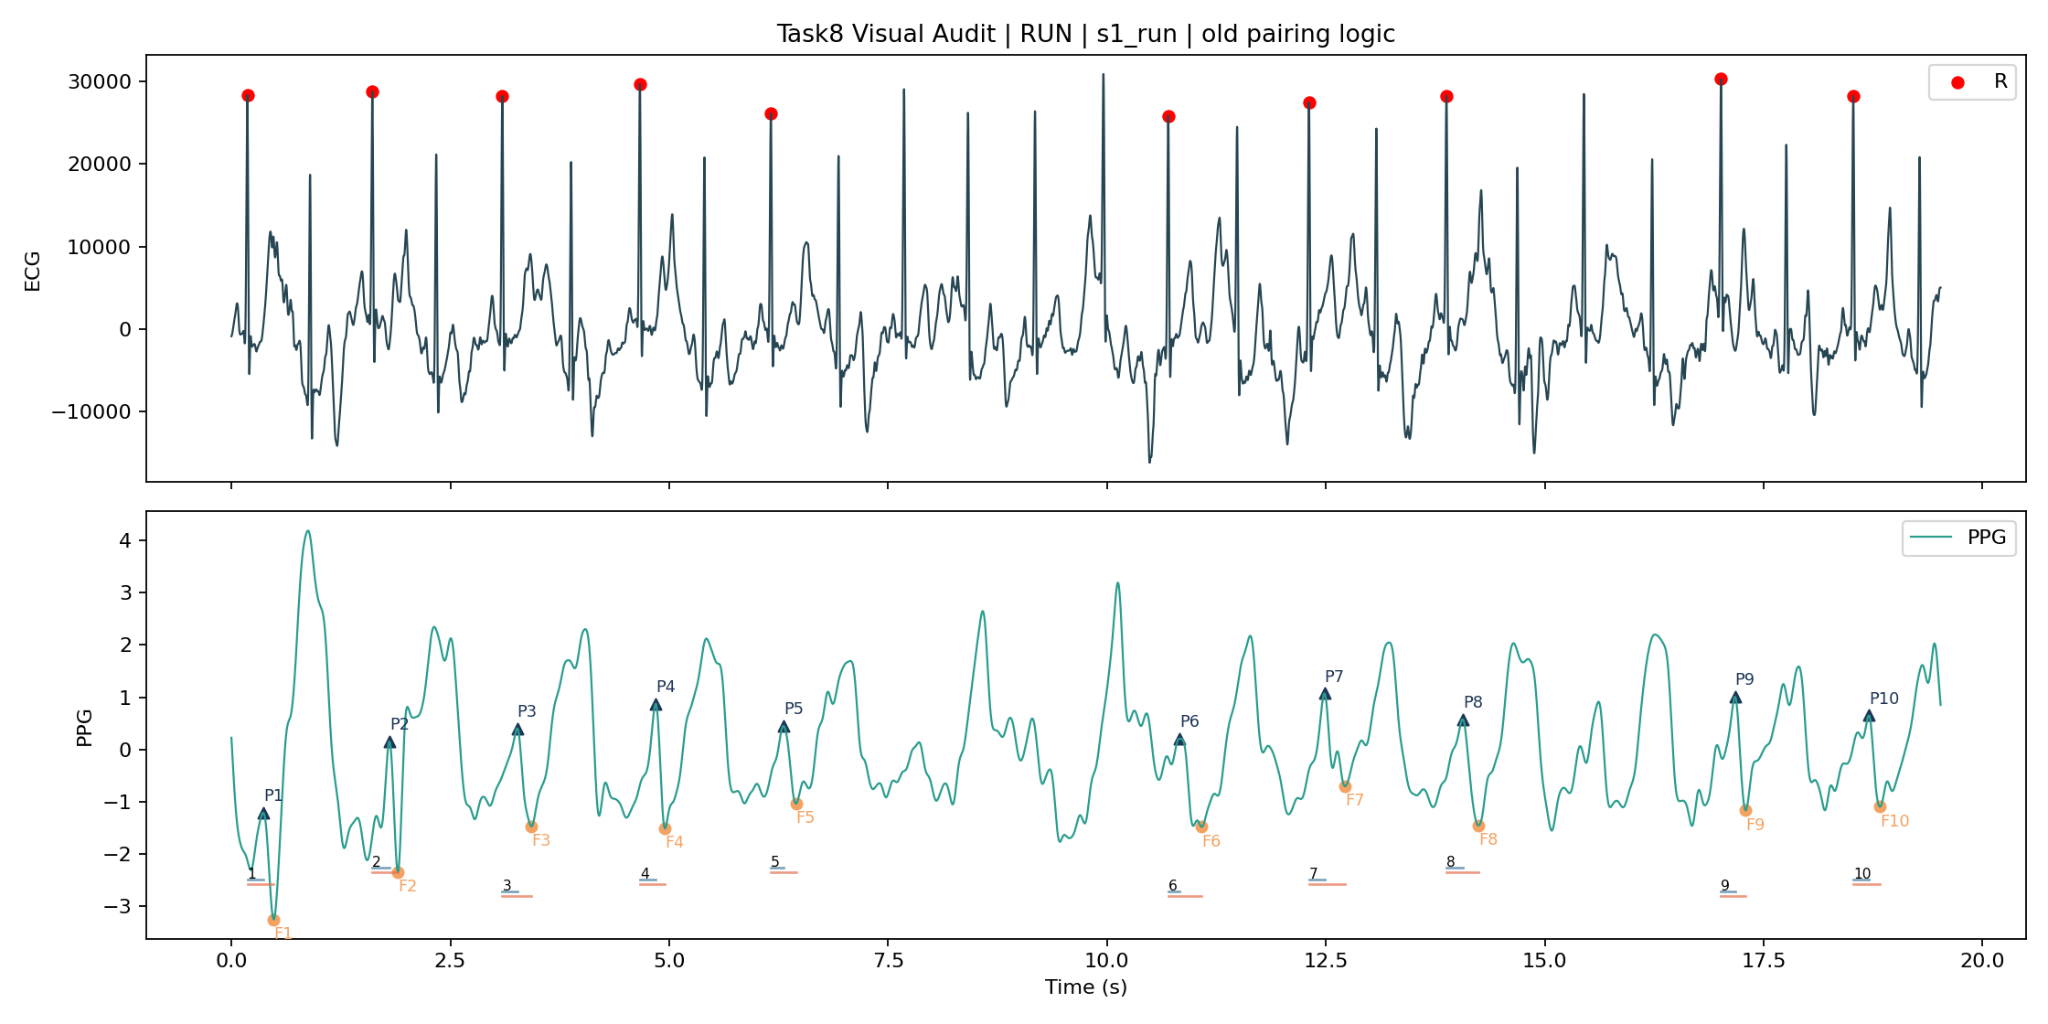 Task8 Visual Audit | RUN | s1_run | old pairing logic
30000
20000
10000
0
−10000
ECG
R
4
3
2
1
0
−1
−2
−3
PPG
PPG
P1
P2
P3
P4
P5
P6
P7
P8
P9
P10
F1
F2
F3
F4
F5
F6
F7
F8
F9
F10
1
2
3
4
5
6
7
8
9
10
0.0 2.5 5.0 7.5 10.0 12.5 15.0 17.5 20.0
Time (s)